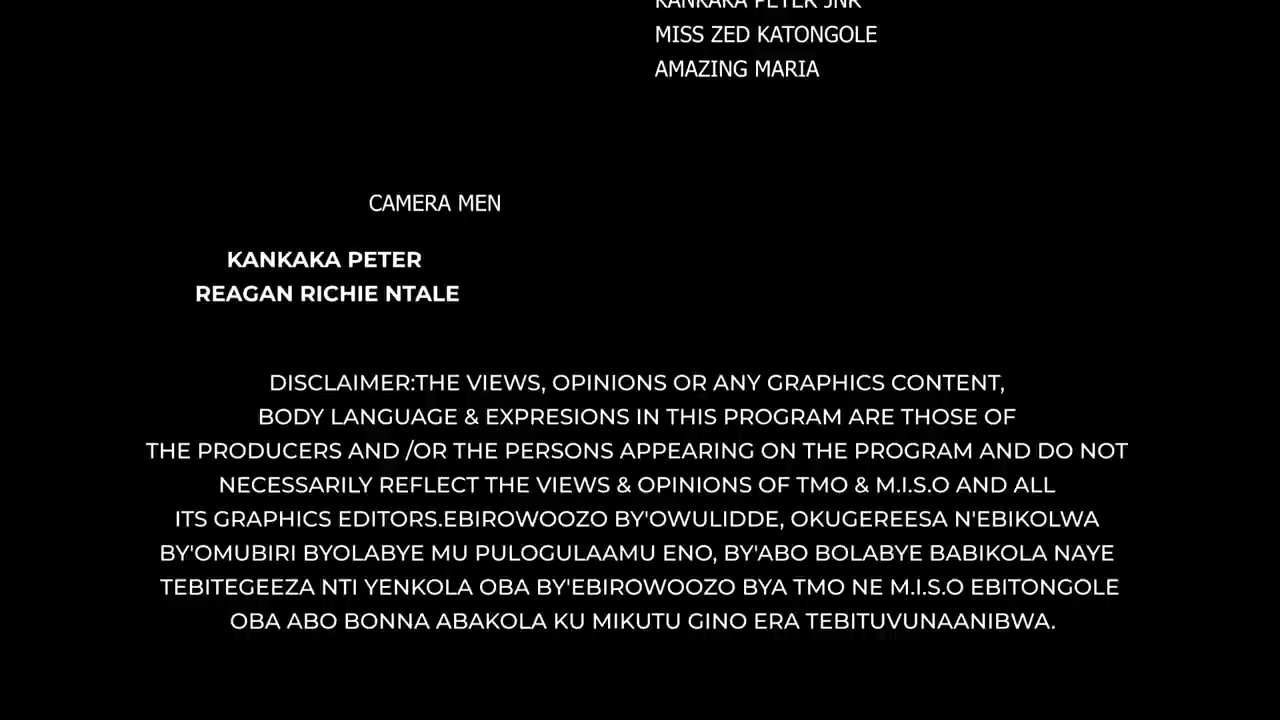 KANKAKA PETER JNR
MISS ZED KATONGOLE
AMAZING MARIA
CAMERA MEN
KANKAKA PETER
REAGAN RICHIE NTALE
DISCLAIMER:THE VIEWS, OPINIONS OR ANY GRAPHICS CONTENT,
BODY LANGUAGE & EXPRESIONS IN THIS PROGRAM ARE THOSE OF
THE PRODUCERS AND /OR THE PERSONS APPEARING ON THE PROGRAM AND DO NOT
NECESSARILY REFLECT THE VIEWS & OPINIONS OF TMO & M.I.S.O AND ALL
ITS GRAPHICS EDITORS.EBIROWOOZO BY'OWULIDDE, OKUGEREESA N'EBIKOLWA
BY'OMUBIRI BYOLABYE MU PULOGULAAMU ENO, BY'ABO BOLABYE BABIKOLA NAYE
TEBITEGEEZA NTI YENKOLA OBA BY'EBIROWOOZO BYA TMO NE M.I.S.O EBITONGOLE
OBA ABO BONNA ABAKOLA KU MIKUTU GINO ERA TEBITUVUNAANIBWA.